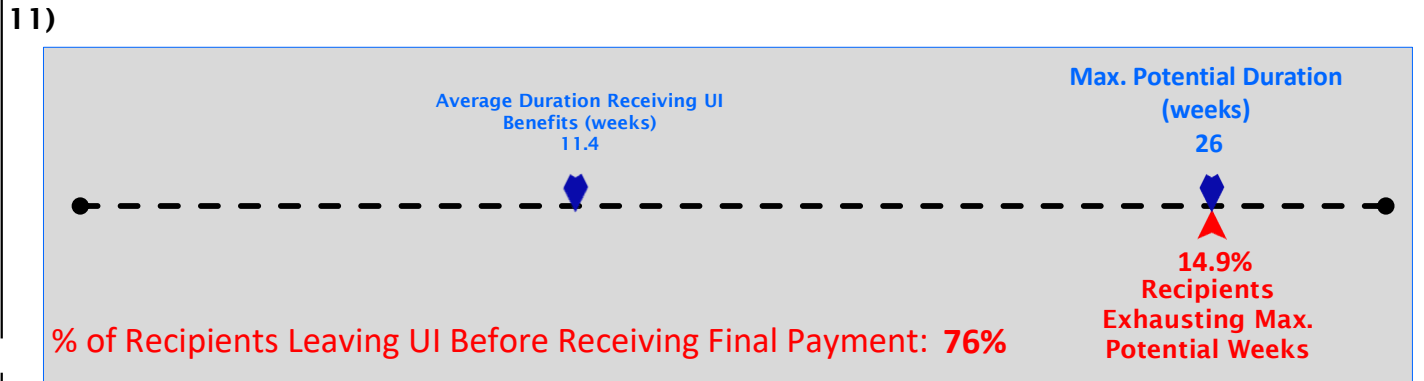 11)
Average Duration Receiving UI
Benefits (weeks)
11.4
Max. Potential Duration
(weeks)
26
14.9%
Recipients
Exhausting Max.
Potential Weeks
% of Recipients Leaving UI Before Receiving Final Payment: 76%